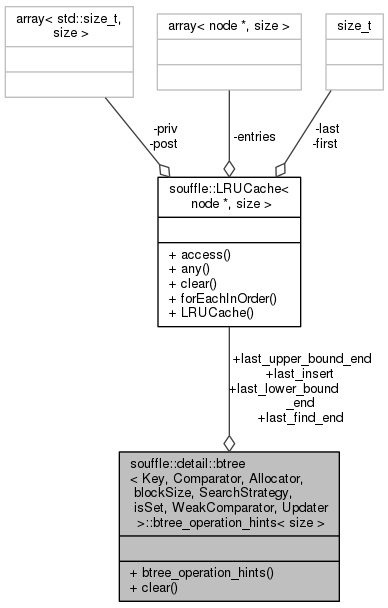 array< std::size_t,
size >
array< node *, size >
size_t
-priv
-post
-entries
-last
-first
souffle::LRUCache<
node *, size >
+ access()
+ any()
+ clear()
+ forEachInOrder()
+ LRUCache()
+last_upper_bound_end
+last_insert
+last_lower_bound
_end
+last_find_end
souffle::detail::btree
< Key, Comparator, Allocator,
blockSize, SearchStrategy,
isSet, WeakComparator, Updater
>::btree_operation_hints< size >
+ btree_operation_hints()
+ clear()